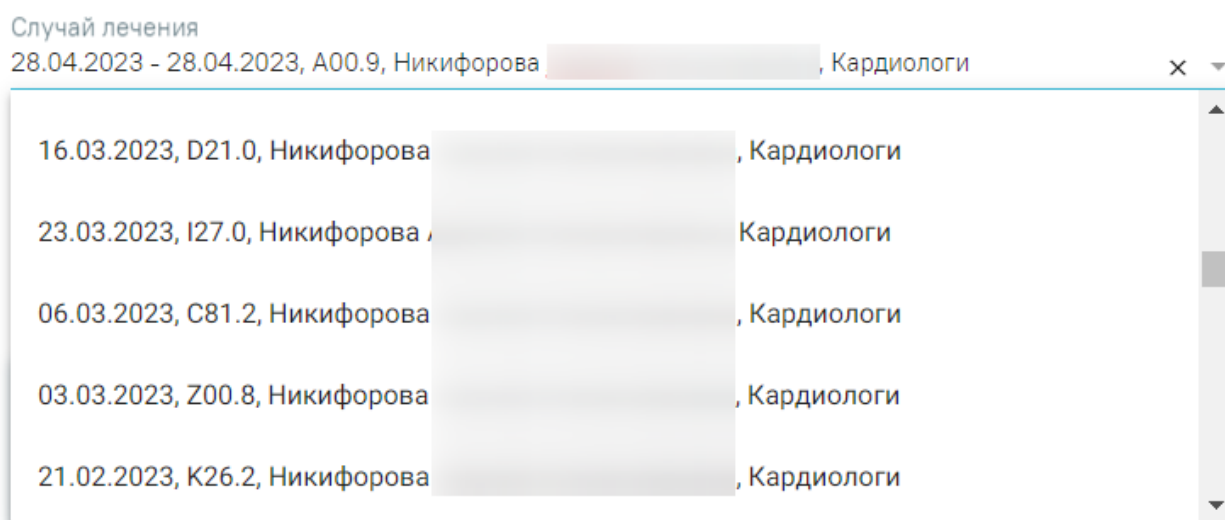 Случай лечения
28.04.2023 - 28.04.2023, A00.9, Никифорова , Кардиологи
16.03.2023, D21.0, Никифорова , Кардиологи
23.03.2023, I27.0, Никифорова Кардиологи
06.03.2023, C81.2, Никифорова , Кардиологи
03.03.2023, Z00.8, Никифорова , Кардиологи
21.02.2023, K26.2, Никифорова , Кардиологи